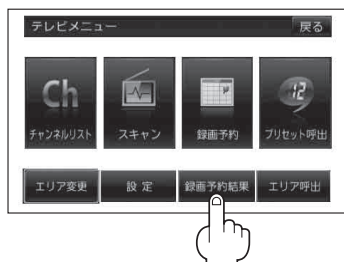 テレビメニュー 戻る
Ch
12
チャンネルリスト スキャン 録画予約 プリセット呼出
エリア変更 設定 録画予約結果 エリア呼出